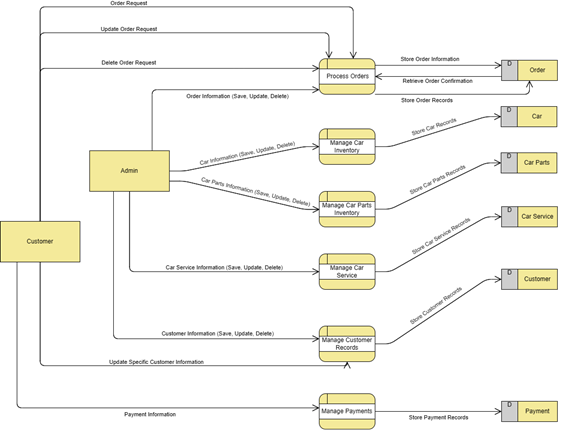 Order Request
Update Order Request
Delete Order Request
Process Orders
Store Order Information
Retrieve Order Confirmation
D
Order
Order Information (Save, Update, Delete)
Store Order Records
Car Information (Save, Update, Delete)
Manage Car
Inventory
Store Car Records
D
Car
Admin
Car Parts Information (Save, Update, Delete)
Manage Car Parts
Inventory
Store Car Parts Records
D
Car Parts
Customer
Car Service Information (Save, Update, Delete)
Manage Car
Service
Store Car Service Records
D
Car Service
Customer Information (Save, Update, Delete)
Manage Customer
Records
Store Customer Records
D
Customer
Update Specific Customer Information
Payment Information
Manage Payments
Store Payment Records
D
Payment